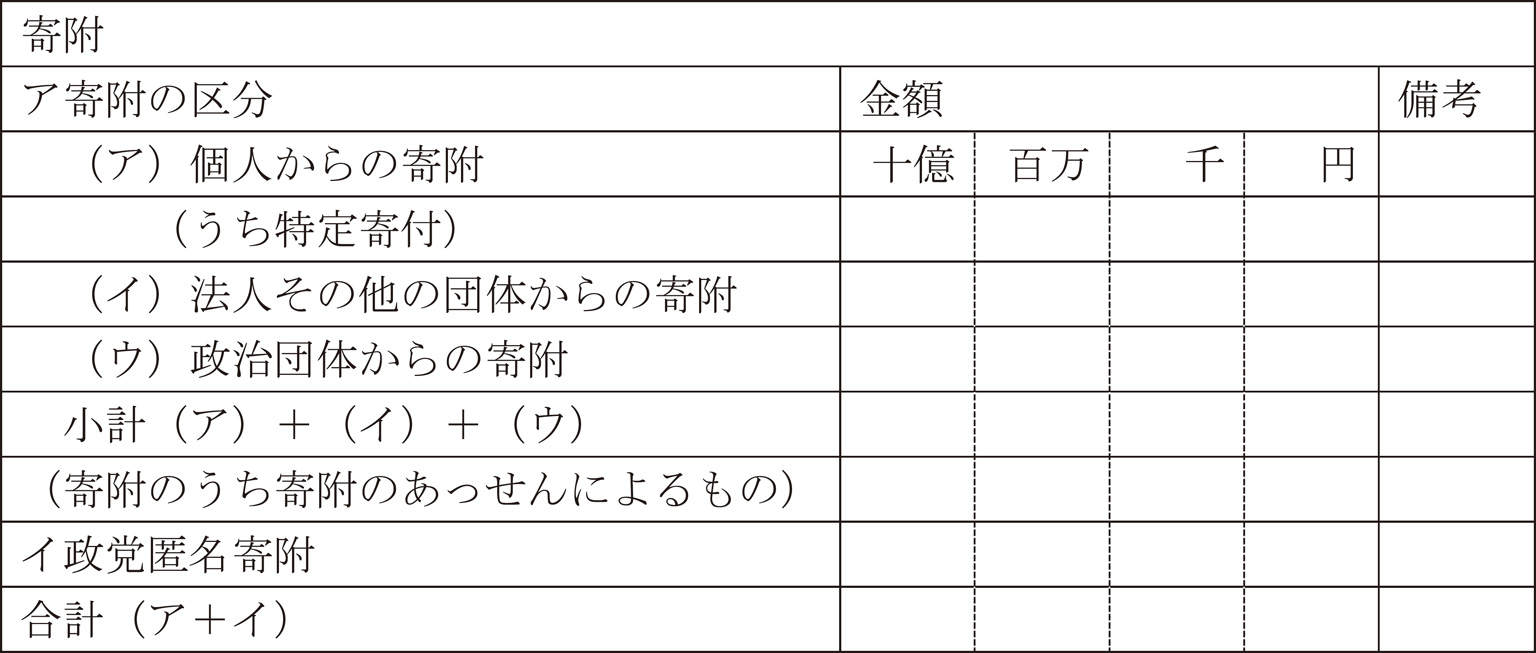 寄附
ア寄附の区分 金額 備考
（ア）個人からの寄附 十億 百万 千 円
（うち特定寄付）
（イ）法人その他の団体からの寄附
（ウ）政治団体からの寄附
小計（ア）＋（イ）＋（ウ）
（寄附のうち寄附のあっせんによるもの）
イ政党匿名寄附
合計（ア＋イ）